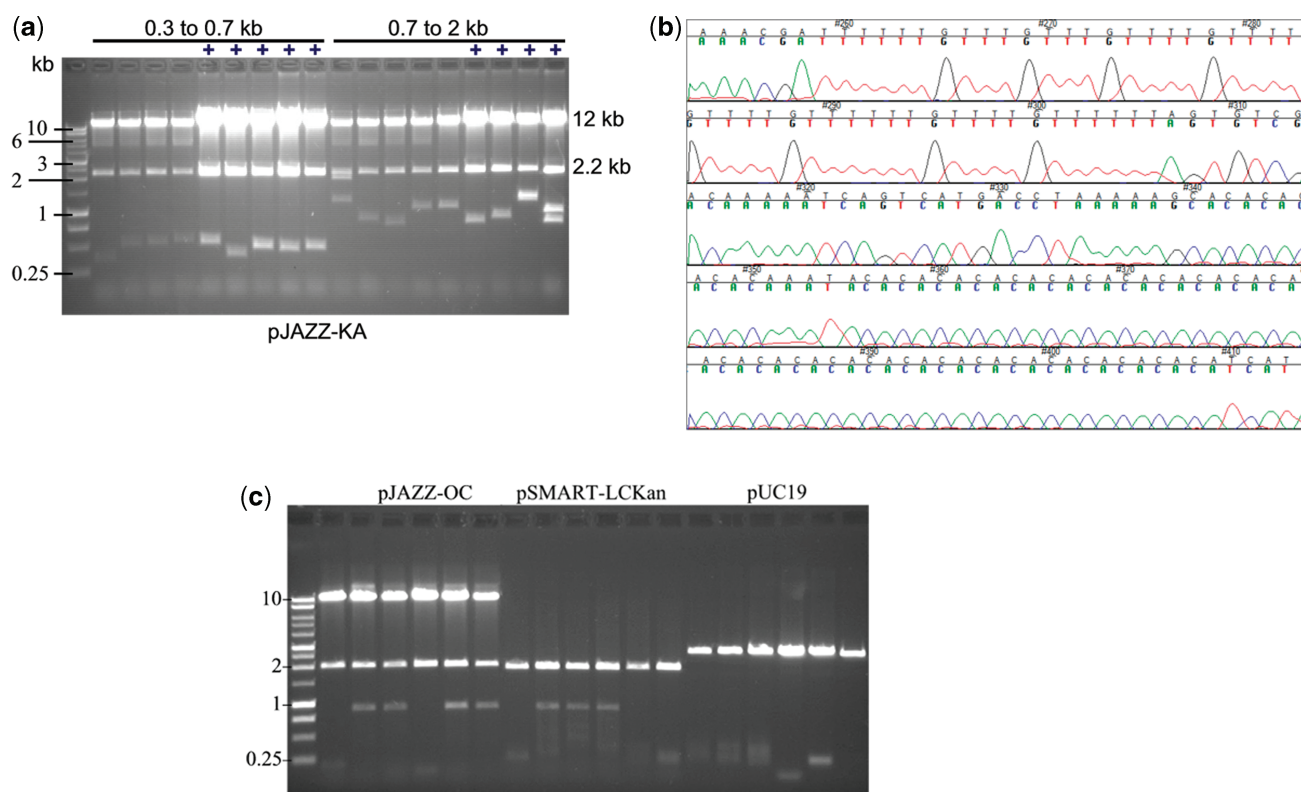 (a)
0.3 to 0.7 kb 0.7 to 2 kb
+ + + + + + + + +
kb
10
6
3
2
1
0.25
12 kb
2.2 kb
pJAZZ-KA
(b)
#260 #270 #280
A A A C G A T T T T T T G T T T G T T T G T T T T G T T T T
A A A C G A T T T T T T G T T T G T T T G T T T T G T T T T
#290 #300 #310
G T T T T G T T T T T T G T T T T G T T T T T T A G T G T C G
G T T T T G T T T T T T G T T T T G T T T T T T A G T G T C G
#320 #330 #340
A C A A A A A T C A G T C A T G A C C T A A A A A G C A C A C A C
A C A A A A A T C A G T C A T G A C C T A A A A A G C A C A C A C
#350 #360 #370
A C A C A A A T A C A C A C A C A C A C A C A C A C A C A C A C A
A C A C A A A T A C A C A C A C A C A C A C A C A C A C A C A C A
#390 #400 #410
A C A C A C A C A C A C A C A C A C A C A C A C A C A C A T C A T
A C A C A C A C A C A C A C A C A C A C A C A C A C A C A T C A T
(c)
pJAZZ-OC pSMART-LCKan pUC19
10
2
1
0.25